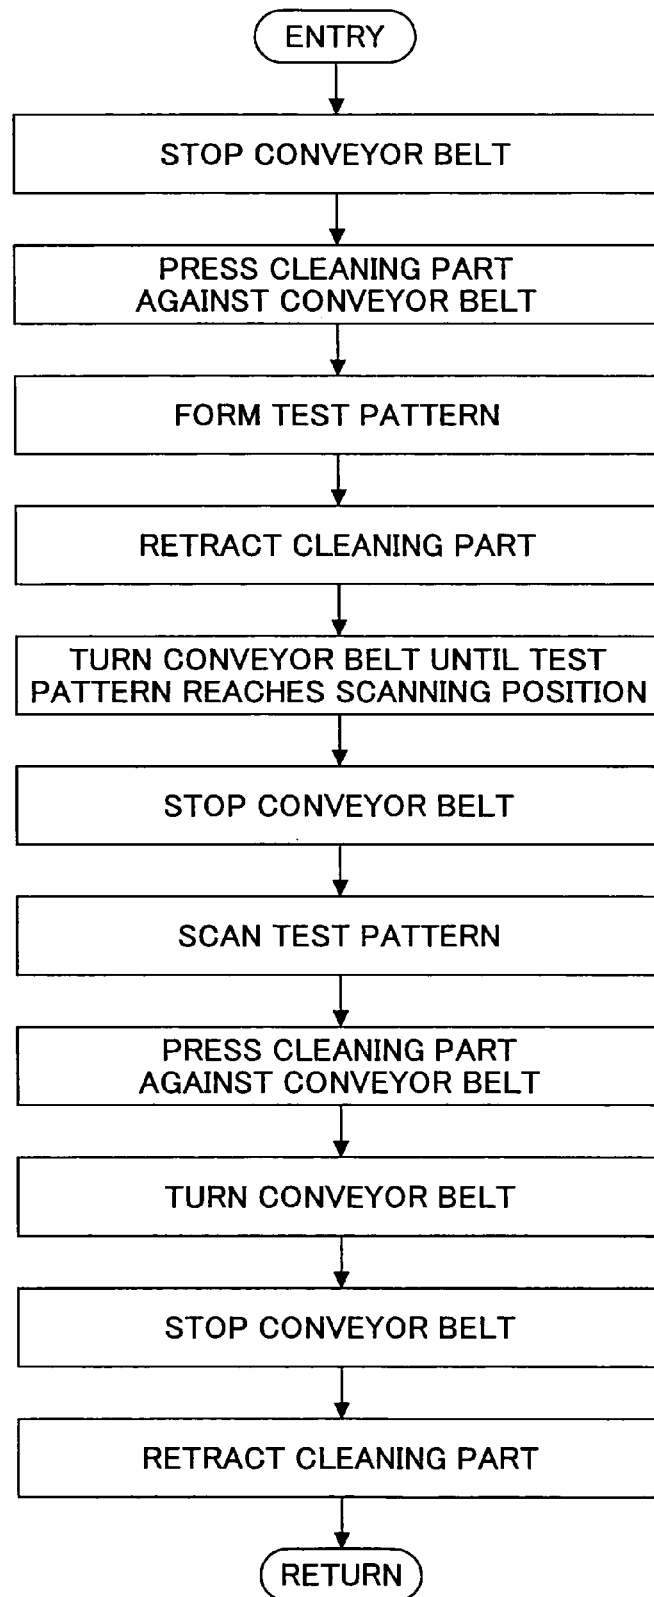 ENTRY
STOP CONVEYOR BELT
PRESS CLEANING PART
AGAINST CONVEYOR BELT
FORM TEST PATTERN
RETRACT CLEANING PART
TURN CONVEYOR BELT UNTIL TEST
PATTERN REACHES SCANNING POSITION
STOP CONVEYOR BELT
SCAN TEST PATTERN
PRESS CLEANING PART
AGAINST CONVEYOR BELT
TURN CONVEYOR BELT
STOP CONVEYOR BELT
RETRACT CLEANING PART
RETURN